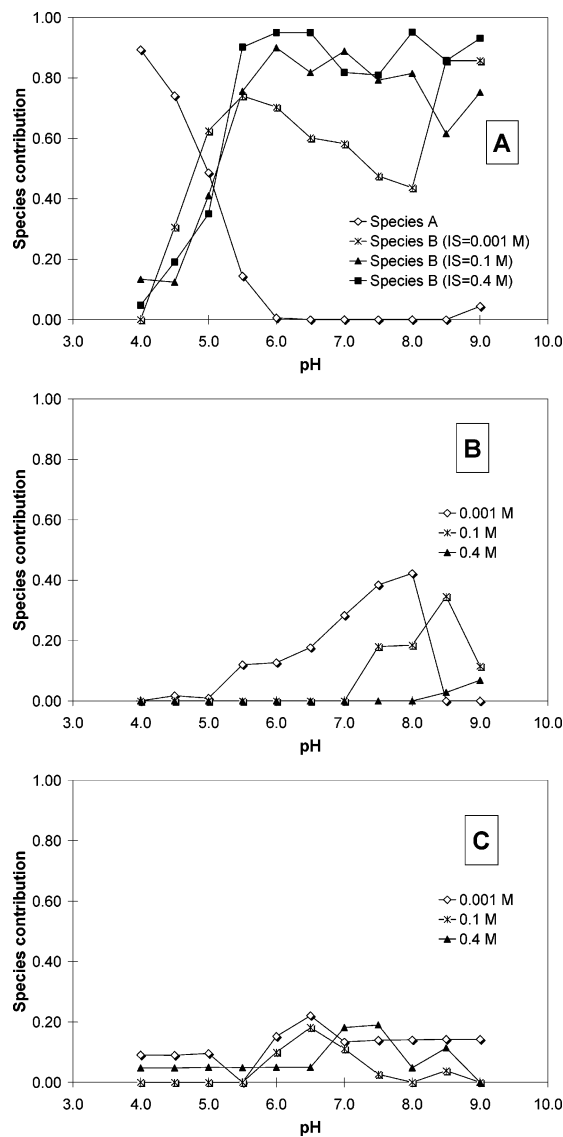 1.00
0.80
0.60
0.40
0.20
0.00
Species contribution
A
Species A
Species B (IS=0.001 M)
Species B (IS=0.1 M)
Species B (IS=0.4 M)
3.0 4.0 5.0 6.0 7.0 8.0 9.0 10.0
pH
1.00
0.80
0.60
0.40
0.20
0.00
Species contribution
B
0.001 M
0.1 M
0.4 M
3.0 4.0 5.0 6.0 7.0 8.0 9.0 10.0
pH
1.00
0.80
0.60
0.40
0.20
0.00
Species contribution
C
0.001 M
0.1 M
0.4 M
3.0 4.0 5.0 6.0 7.0 8.0 9.0 10.0
pH